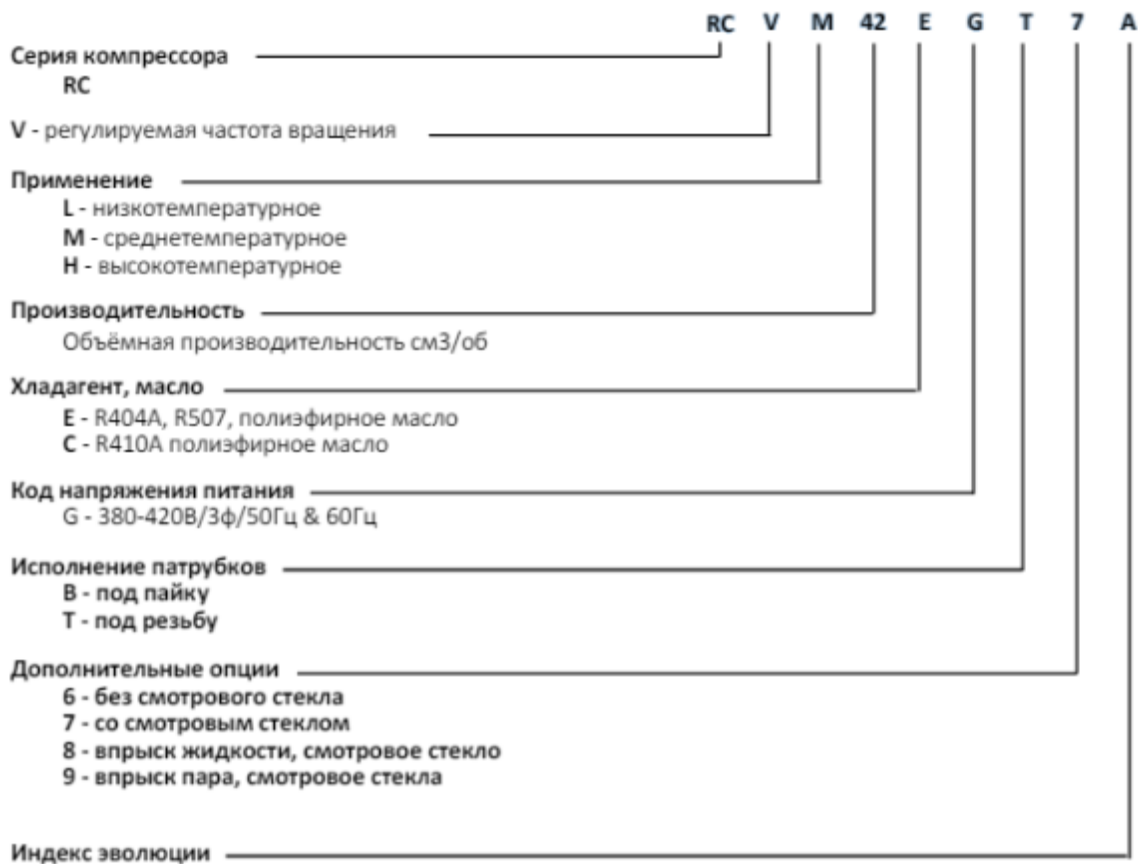 RC V M 42 E G T 7 A
Серия компрессора
RC
V - регулируемая частота вращения
Применение
L - низкотемпературное
M - среднетемпературное
H - высокотемпературное
Производительность
Объёмная производительность см3/об
Хладагент, масло
E - R404A, R507, полиэфирное масло
C - R410A полиэфирное масло
Код напряжения питания
G - 380-420В/3ф/50Гц & 60Гц
Исполнение патрубков
B - под пайку
T - под резьбу
Дополнительные опции
6 - без смотрового стекла
7 - со смотровым стеклом
8 - впрыск жидкости, смотровое стекло
9 - впрыск пара, смотровое стекла
Индекс эволюции